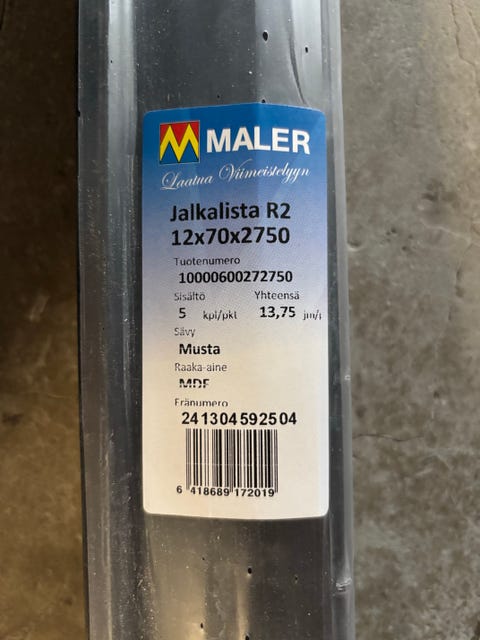 MALER
Laatua Viimeistelyyn
Jalkalista R2
12x70x2750
Tuotenumero
10000600272750
Sisältö Yhteensä
5 kpl/pkt 13,75 jm/
Sävy
Musta
Raaka-aine
MDF
Eränumero
241304592504
6 418689 172019